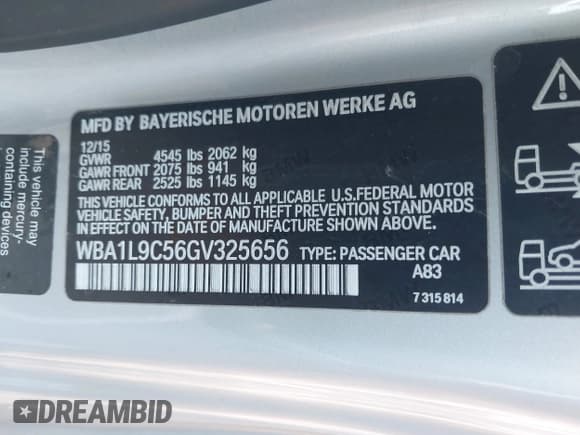 MFD BY BAYERISCHE MOTOREN WERKE AG
12/15
GVWR 4545 lbs 2062 kg
GAWR FRONT 2075 lbs 941 kg
GAWR REAR 2525 lbs 1145 kg
THIS VEHICLE CONFORMS TO ALL APPLICABLE U.S.FEDERAL MOTOR
VEHICLE SAFETY, BUMPER AND THEFT PREVENTION STANDARDS
IN EFFECT ON THE DATE OF MANUFACTURE SHOWN ABOVE.
WBA1L9C56GV325656 TYPE: PASSENGER CAR
A83
7 315 814
This vehicle may
include mercury-
containing devices
DREAMBID